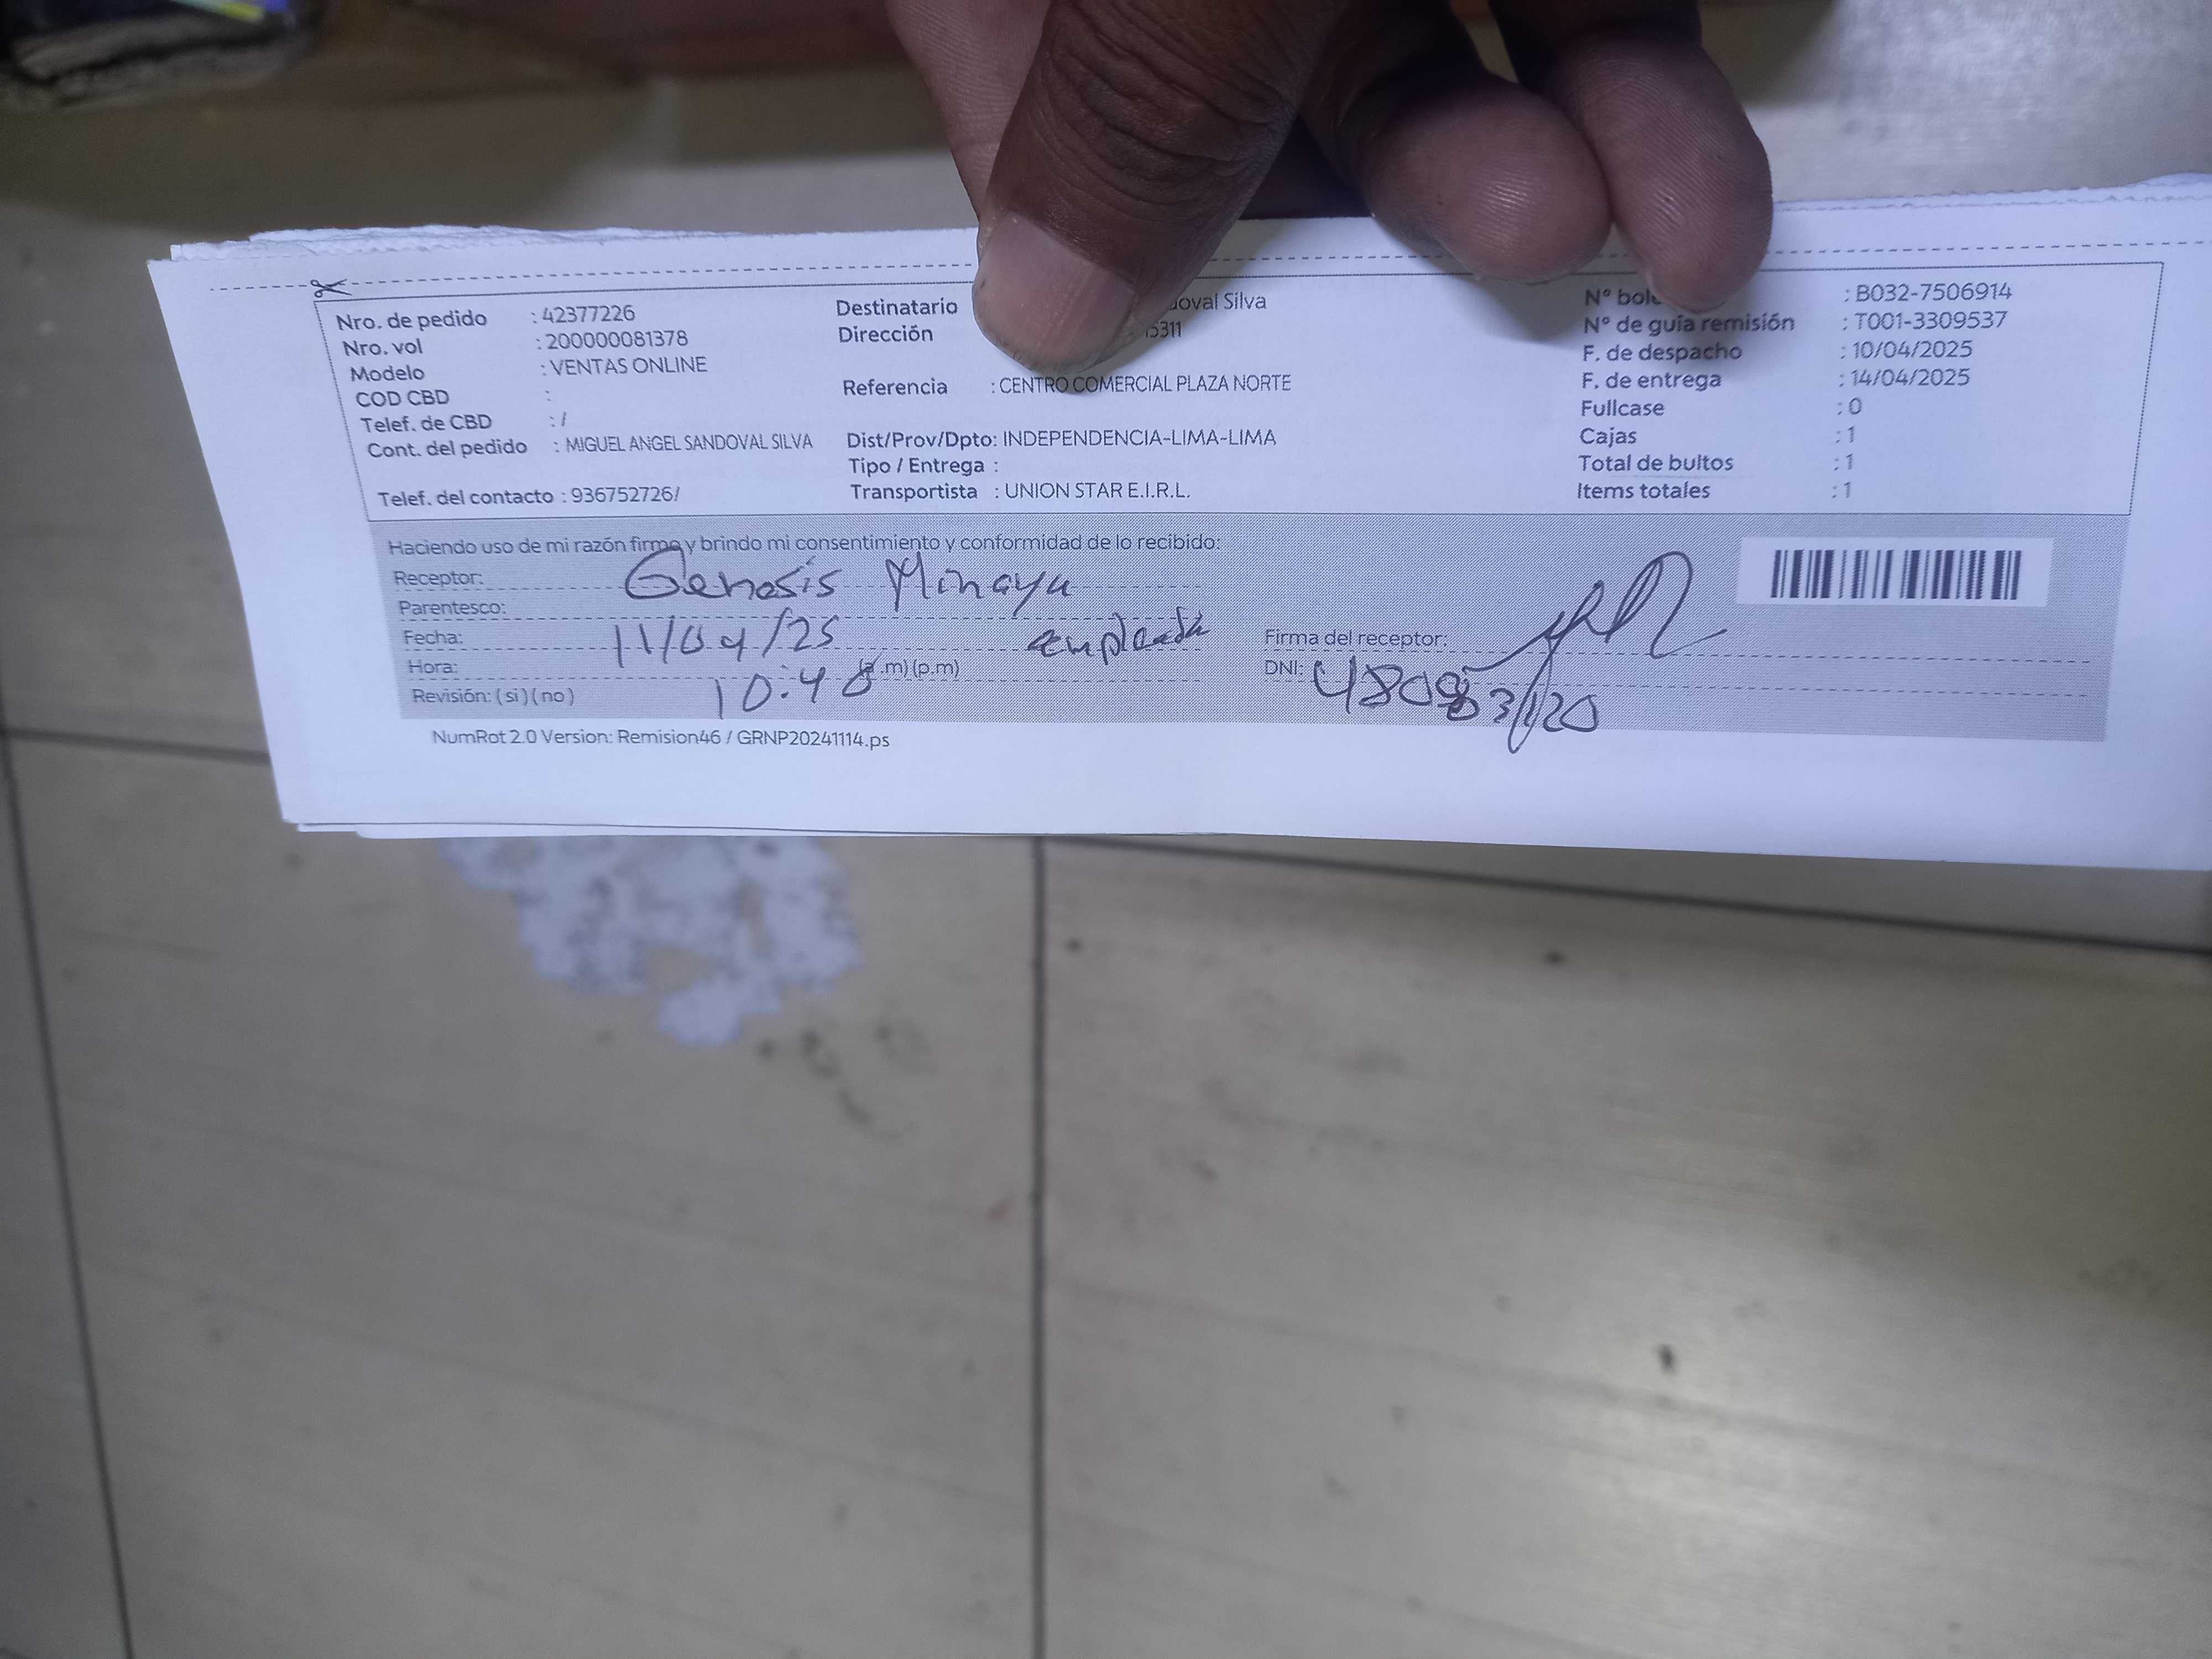 Nro. de pedido : 42377226
Nro. vol : 200000081378
Modelo : VENTAS ONLINE
COD CBD :
Telef. de CBD : /
Cont. del pedido : MIGUEL ANGEL SANDOVAL SILVA
Telef. del contacto : 936752726/
Destinatario Silva
Dirección
Referencia : CENTRO COMERCIAL PLAZA NORTE
Dist/Prov/Dpto: INDEPENDENCIA-LIMA-LIMA
Tipo / Entrega :
Transportista : UNION STAR E.I.R.L.
N° : B032-7506914
N° de guía remisión : T001-3309537
F. de despacho : 10/04/2025
F. de entrega : 14/04/2025
Fullcase : 0
Cajas : 1
Total de bultos : 1
Items totales : 1
Haciendo uso de mi razón firmo y brindo mi consentimiento y conformidad de lo recibido:
Receptor: Genesis Minaya
Parentesco:
Fecha: 11/04/25
Hora: 10:40 (a.m) (p.m)
Revisión: ( si ) ( no )
Firma del receptor:
DNI:
NumRot 2.0 Version: Remision46 / GRNP20241114.ps